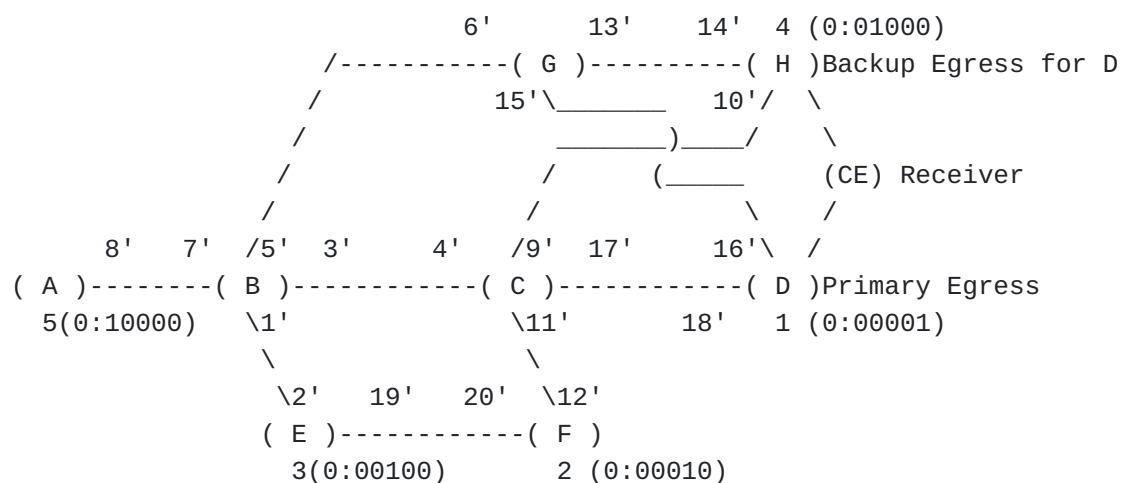 6'      13'    14'  4 (0:01000)
                       /-----------( G )----------( H )Backup Egress for D
                      /            15'\_______   10'/  \
                     /                 _______)____/    \
                    /                 /      (_____     (CE) Receiver
                   /                 /             \    /
       8'   7'  /5'  3'     4'   /9'  17'     16'\  /
( A )--------( B )------------( C )------------( D )Primary Egress
  5(0:10000)   \1'               \11'       18'  1 (0:00001)
                \                 \
                 \2'   19'   20'   \12'
                ( E )------------( F )
                  3(0:00100)      2 (0:00010)